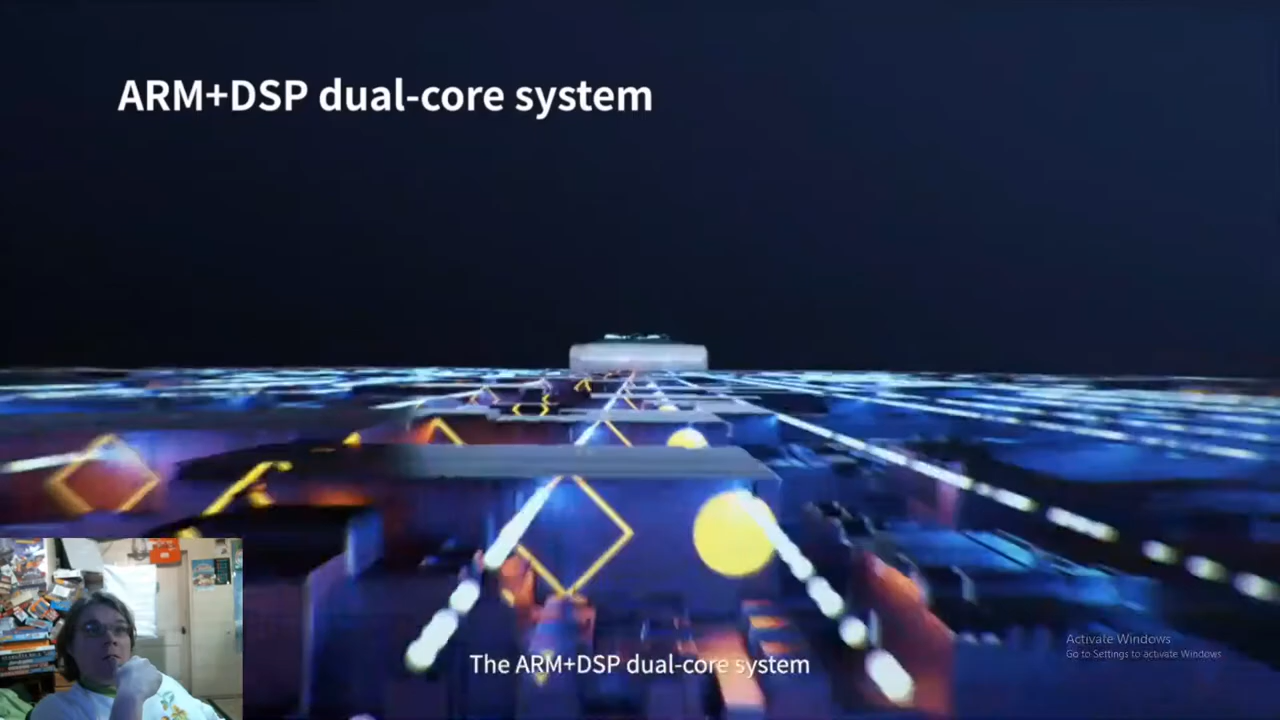 ARM+DSP dual-core system
Activate Windows
Go to Settings to activate Windows.
The ARM+DSP dual-core system